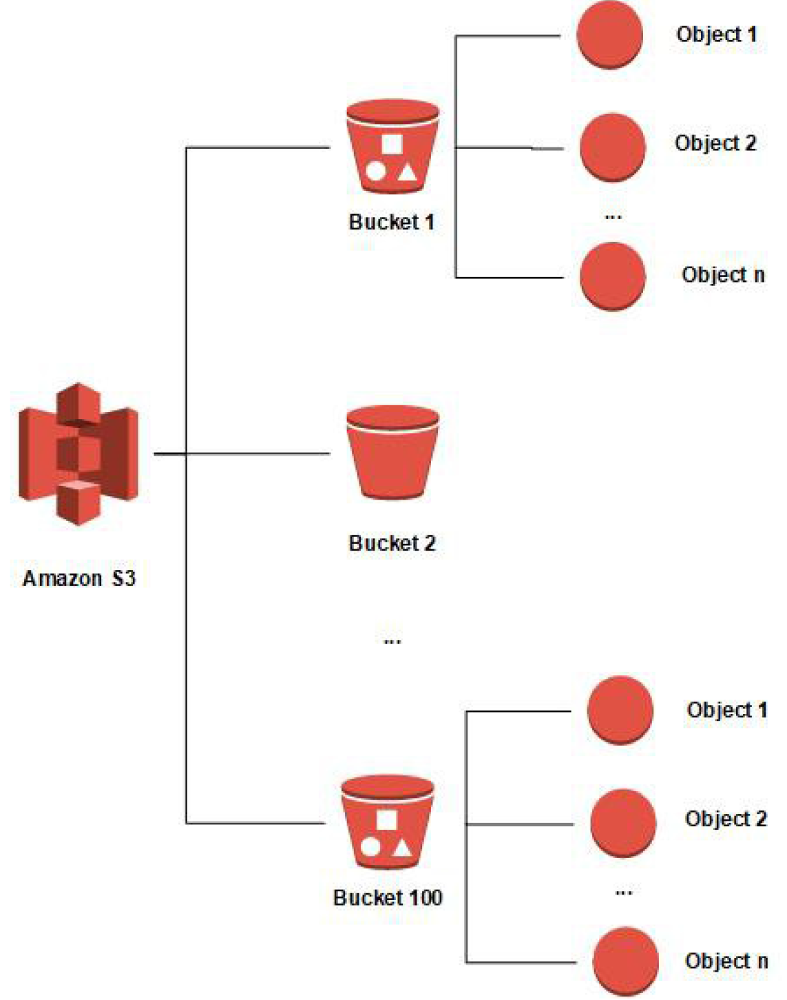 Object 1
Object 2
...
Bucket 1
Object n
Bucket 2
Amazon S3
...
Object 1
Object 2
...
Bucket 100
Object n